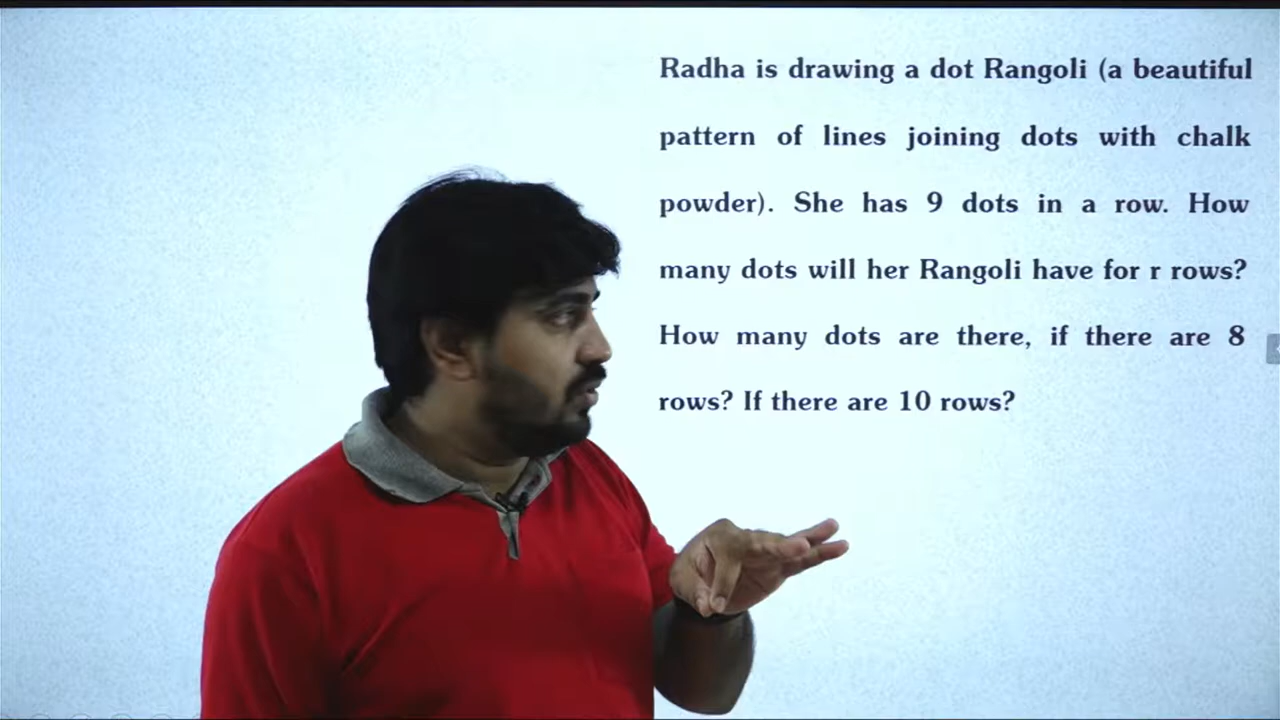 Radha is drawing a dot Rangoli (a beautiful
pattern of lines joining dots with chalk
powder). She has 9 dots in a row. How
many dots will her Rangoli have for r rows?
How many dots are there, if there are 8
rows? If there are 10 rows?